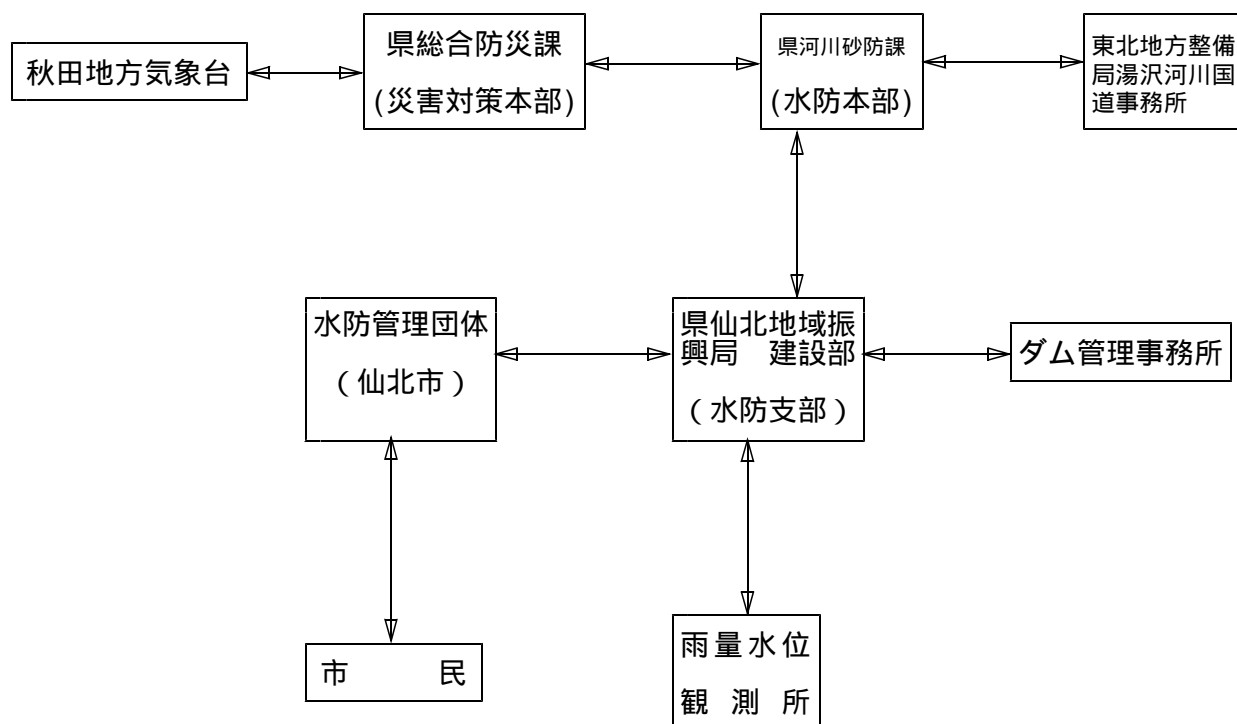 秋田地方気象台
県総合防災課
(災害対策本部)
県河川砂防課
(水防本部)
東北地方整備
局湯沢河川国
道事務所
水防管理団体
（仙北市）
県仙北地域振
興局　建設部
（水防支部）
ダム管理事務所
市　　　民
雨量水位
観測所